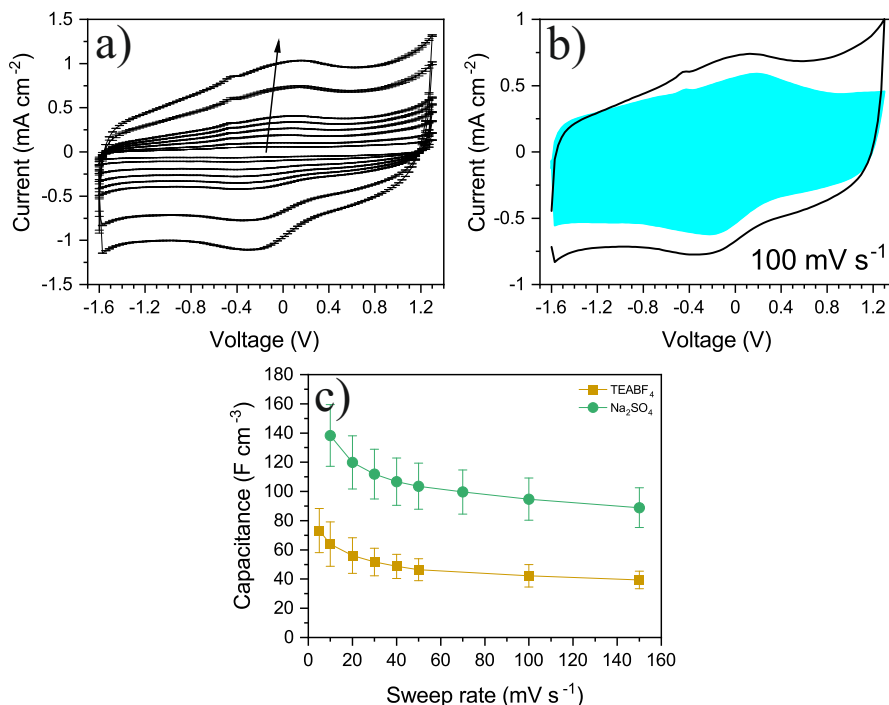 a)
1.5
1
0.5
0
-0.5
-1
-1.5
Current (mA cm⁻²)
-1.6 -1.2 -0.8 -0.4 0 0.4 0.8 1.2
Voltage (V)
b)
1
0.5
0
-0.5
-1
Current (mA cm⁻²)
100 mV s⁻¹
-1.6 -1.2 -0.8 -0.4 0 0.4 0.8 1.2
Voltage (V)
c)
TEABF₄
Na₂SO₄
180
160
140
120
100
80
60
40
20
0
Capacitance (F cm⁻³)
0 20 40 60 80 100 120 140 160
Sweep rate (mV s⁻¹)